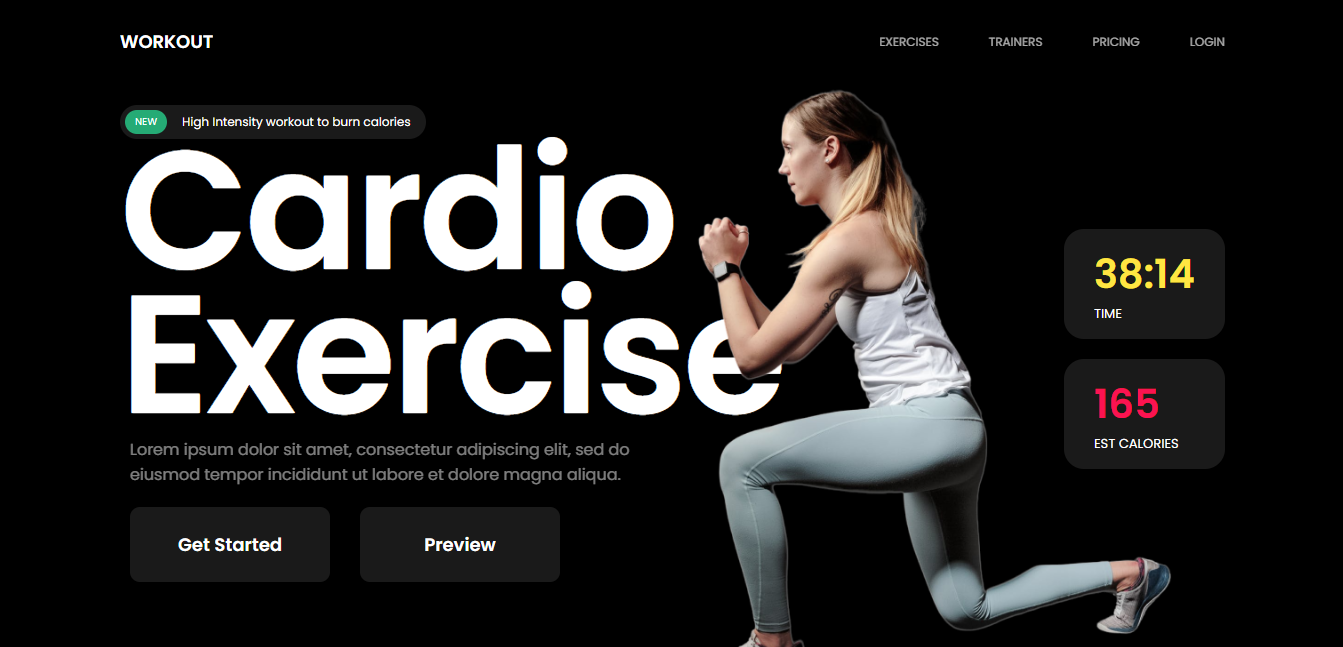 WORKOUT
EXERCISES
TRAINERS
PRICING
LOGIN
NEW
High Intensity workout to burn calories
Cardio
Exercise
Lorem ipsum dolor sit amet, consectetur adipiscing elit, sed do
eiusmod tempor incididunt ut labore et dolore magna aliqua.
Get Started
Preview
38:14
TIME
165
EST CALORIES